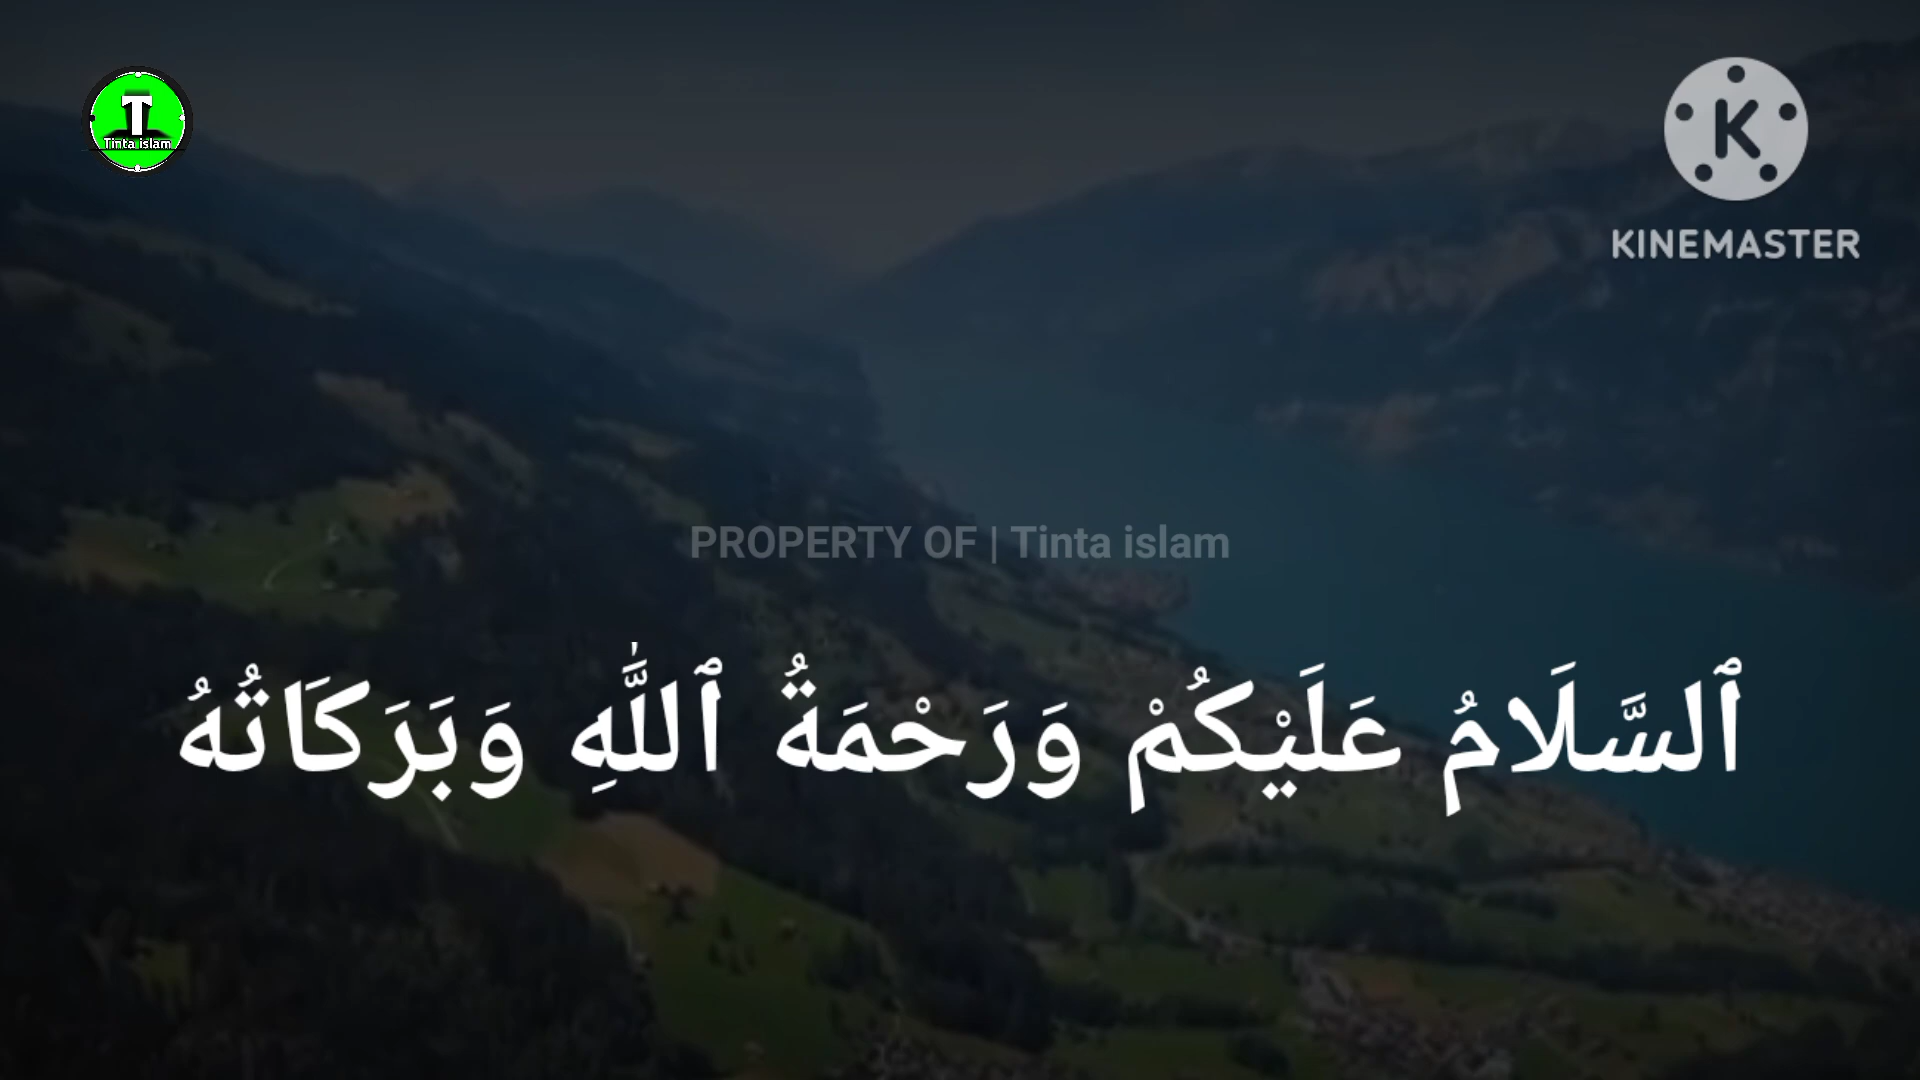 T
Tinta islam
K
KINEMASTER
PROPERTY OF | Tinta islam
ٱلسَّلَامُ عَلَيْكُمْ وَرَحْمَةُ ٱللَّٰهِ وَبَرَكَاتُهُ